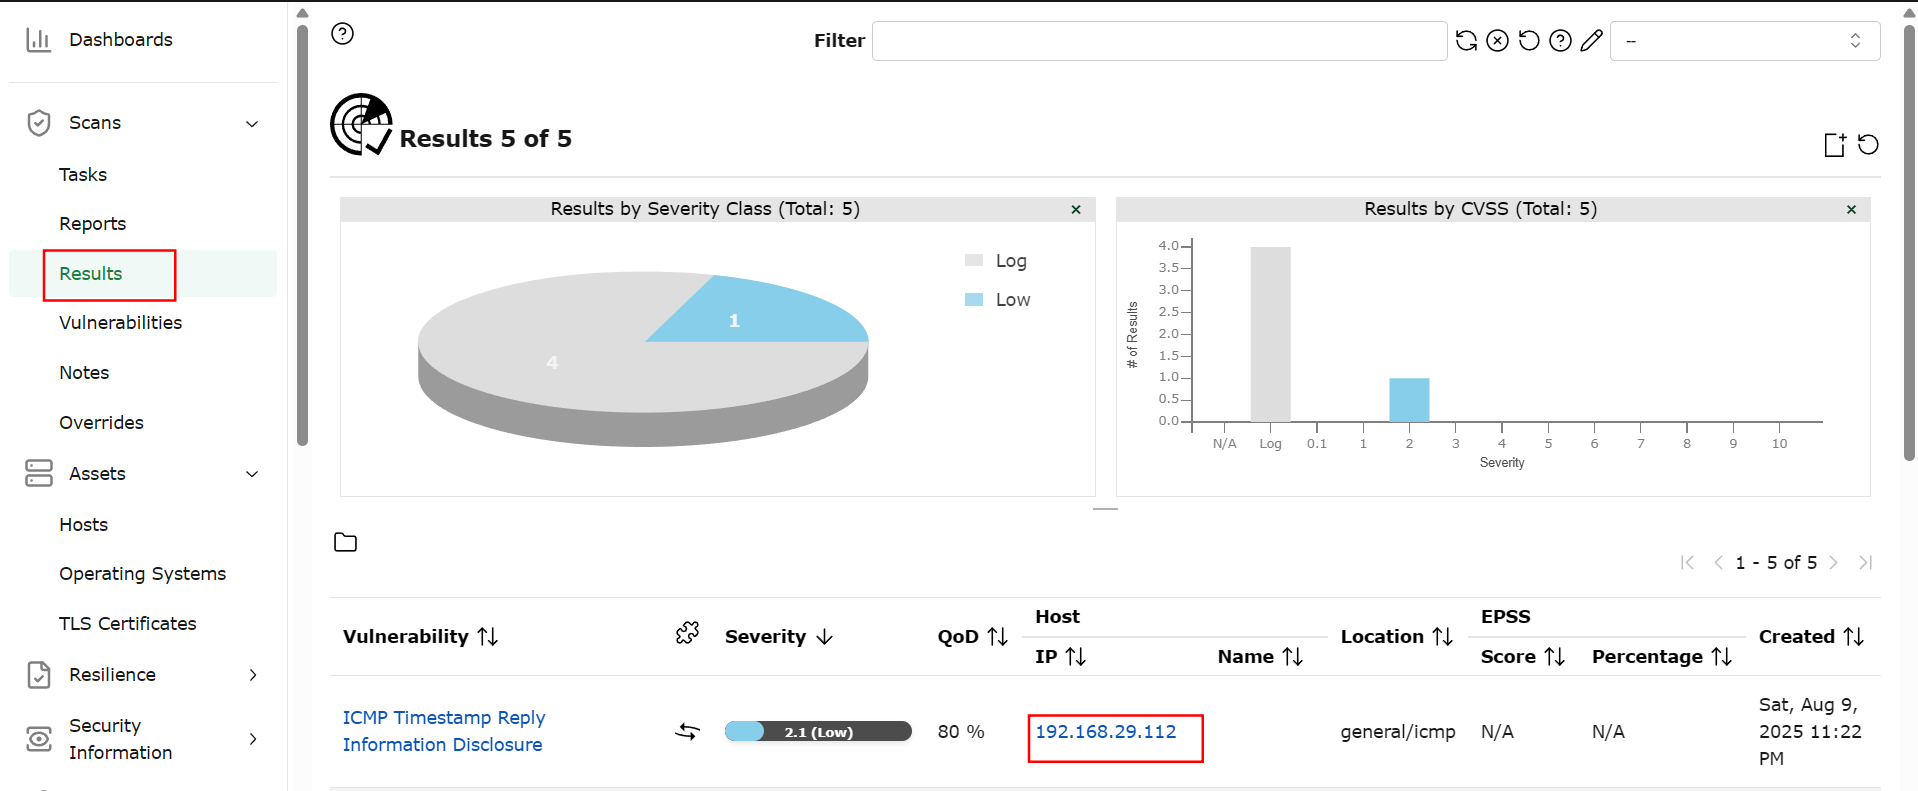 Dashboards
Scans
Tasks
Reports
Results
Vulnerabilities
Notes
Overrides
Assets
Hosts
Operating Systems
TLS Certificates
Resilience
Security
Information
Filter
--
Results 5 of 5
Results by Severity Class (Total: 5)
1
4
Log
Low
Results by CVSS (Total: 5)
# of Results
4.0
3.5
3.0
2.5
2.0
1.5
1.0
0.5
0.0
N/A Log 0.1 1 2 3 4 5 6 7 8 9 10
Severity
1 - 5 of 5
Vulnerability Severity QoD Host Location EPSS Created
IP Name Score Percentage
ICMP Timestamp Reply
Information Disclosure
2.1 (Low)
80 %
192.168.29.112
general/icmp
N/A
N/A
Sat, Aug 9,
2025 11:22
PM